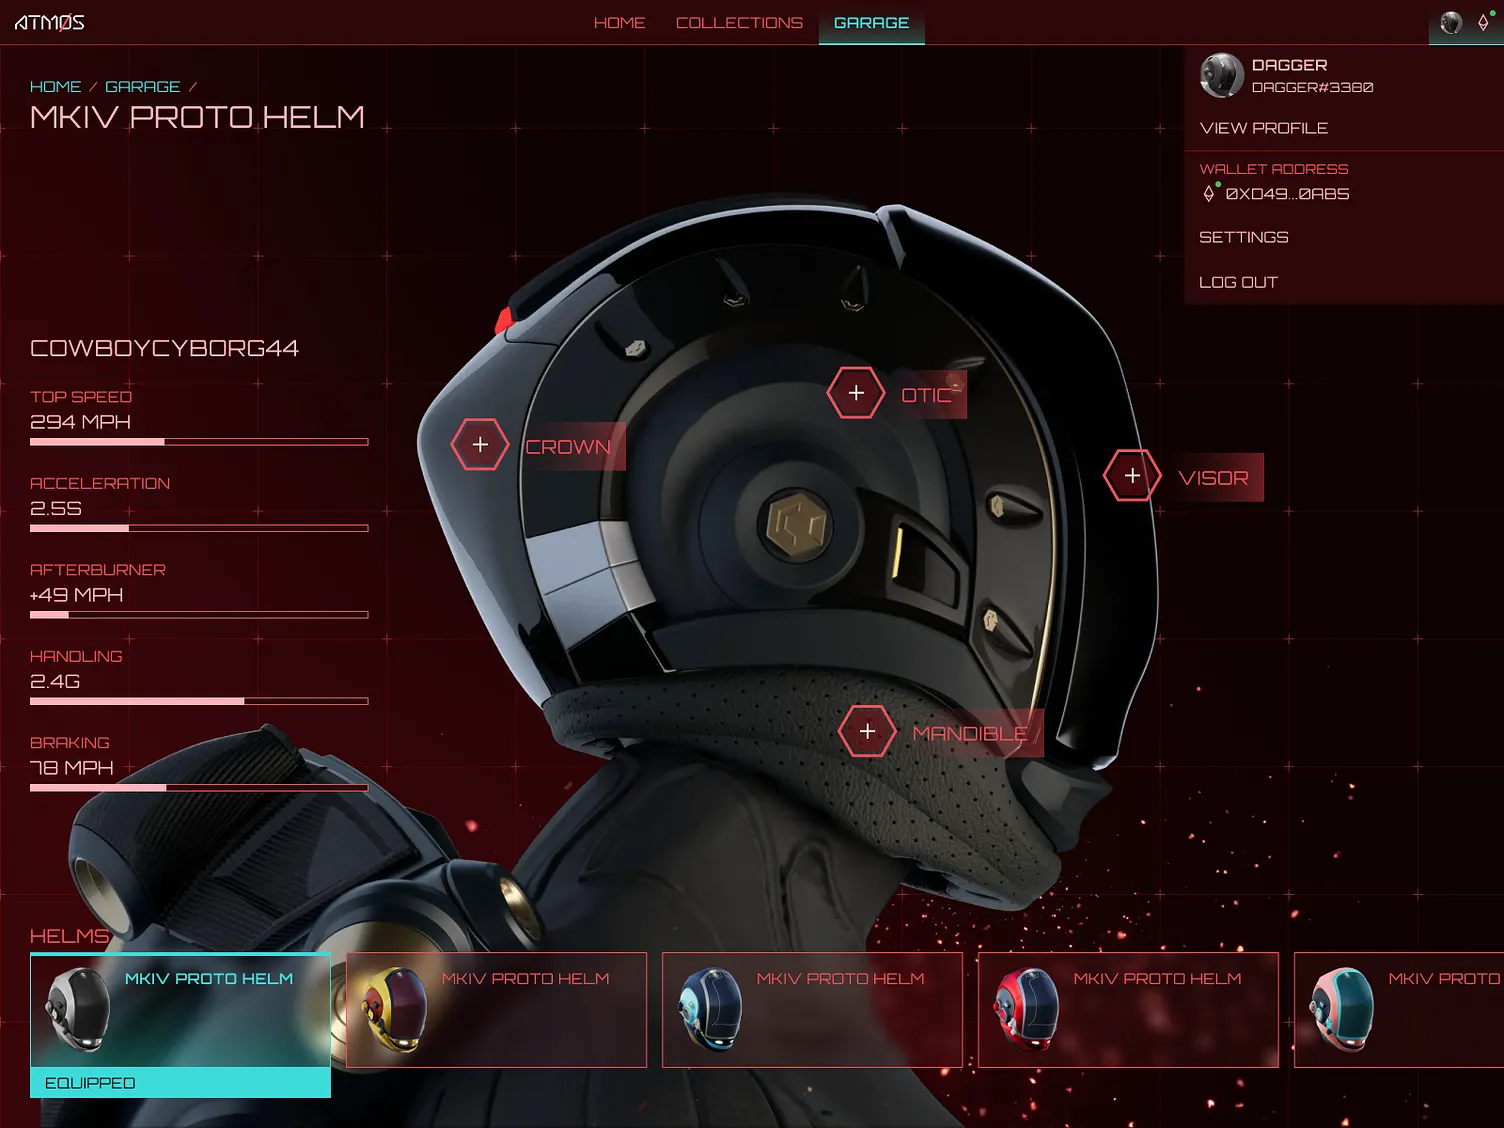 ATMØS
HOME
COLLECTIONS
GARAGE
DAGGER
DAGGER#3380
VIEW PROFILE
WALLET ADDRESS
0XD49...0AB5
SETTINGS
LOG OUT
HOME / GARAGE /
MKIV PROTO HELM
COWBOYCYBORG44
TOP SPEED
294 MPH
ACCELERATION
2.5S
AFTERBURNER
+49 MPH
HANDLING
2.4G
BRAKING
78 MPH
OTIC
CROWN
VISOR
MANDIBLE
HELMS
MKIV PROTO HELM
EQUIPPED
MKIV PROTO HELM
MKIV PROTO HELM
MKIV PROTO HELM
MKIV PROTO